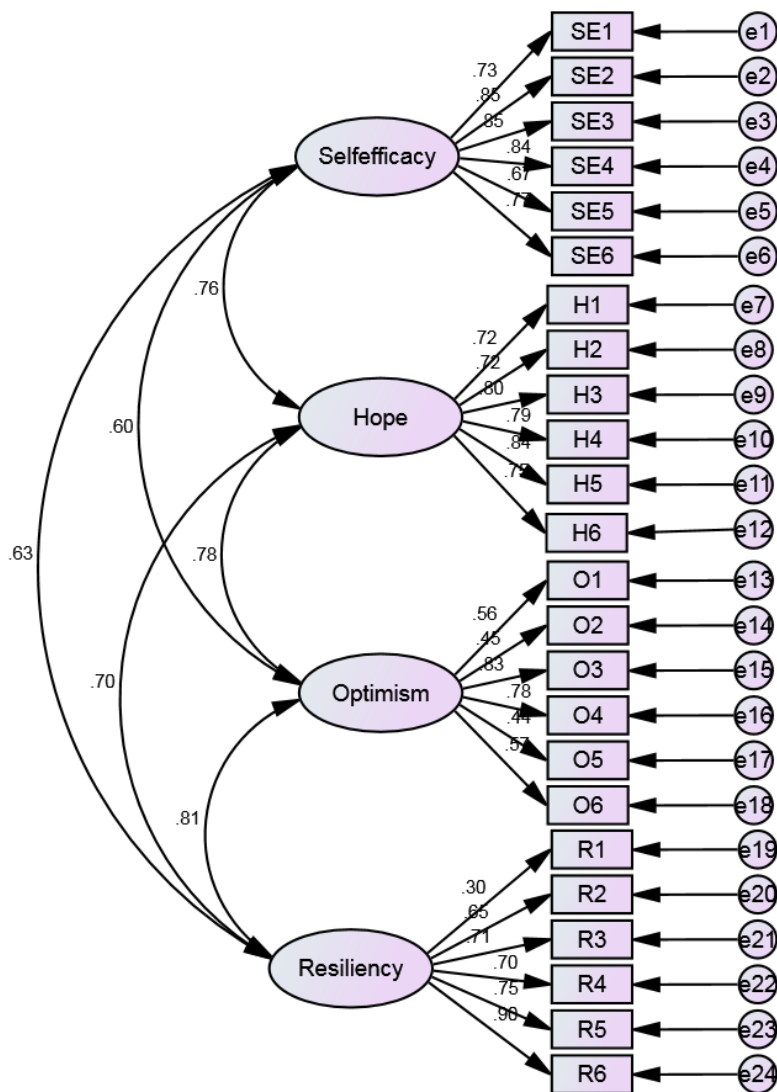 SE1
e1
.73
SE2
e2
.85
SE3
e3
.85
Selfefficacy
.84
SE4
e4
.67
SE5
e5
.77
SE6
e6
.76
H1
e7
.72
H2
e8
.72
H3
e9
.80
Hope
.79
H4
e10
.84
H5
e11
.75
H6
e12
.60
.63
.78
O1
e13
.56
O2
e14
.45
O3
e15
.83
.70
Optimism
.78
O4
e16
.44
O5
e17
.57
O6
e18
.81
R1
e19
.30
R2
e20
.65
R3
e21
.71
Resiliency
.70
R4
e22
.75
R5
e23
.90
R6
e24